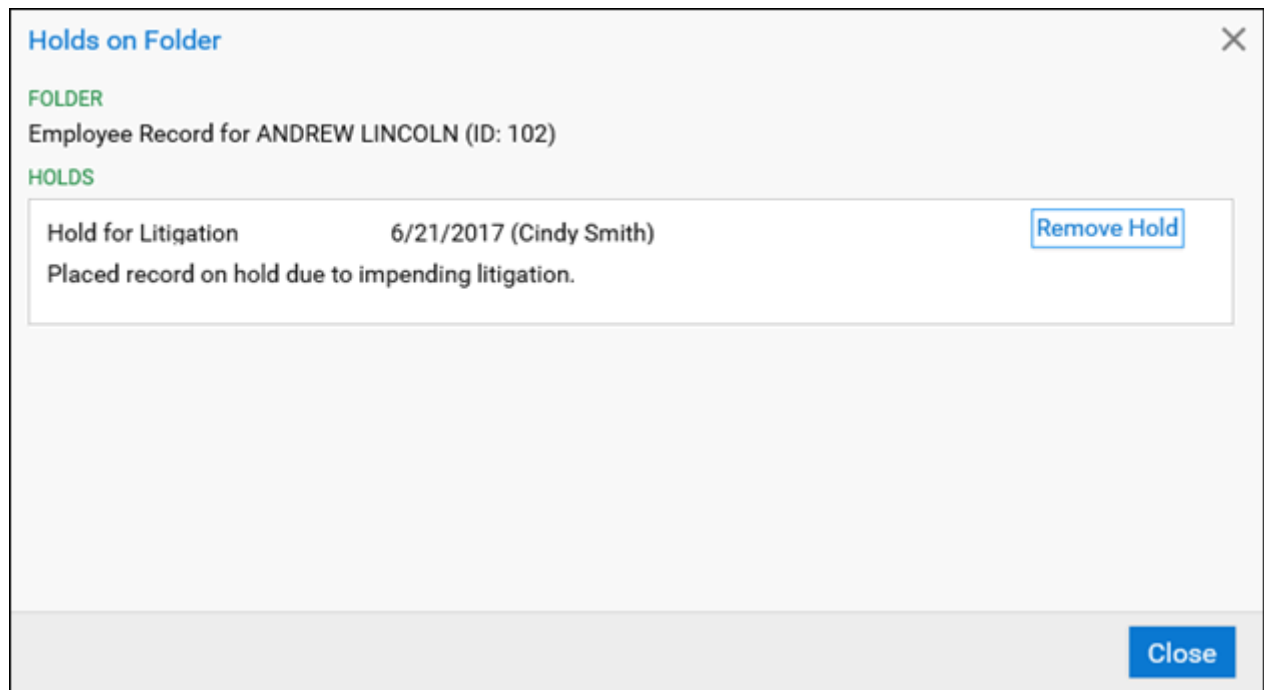 Holds on Folder
FOLDER
Employee Record for ANDREW LINCOLN (ID: 102)
HOLDS
Hold for Litigation 6/21/2017 (Cindy Smith) Remove Hold
Placed record on hold due to impending litigation.
Close